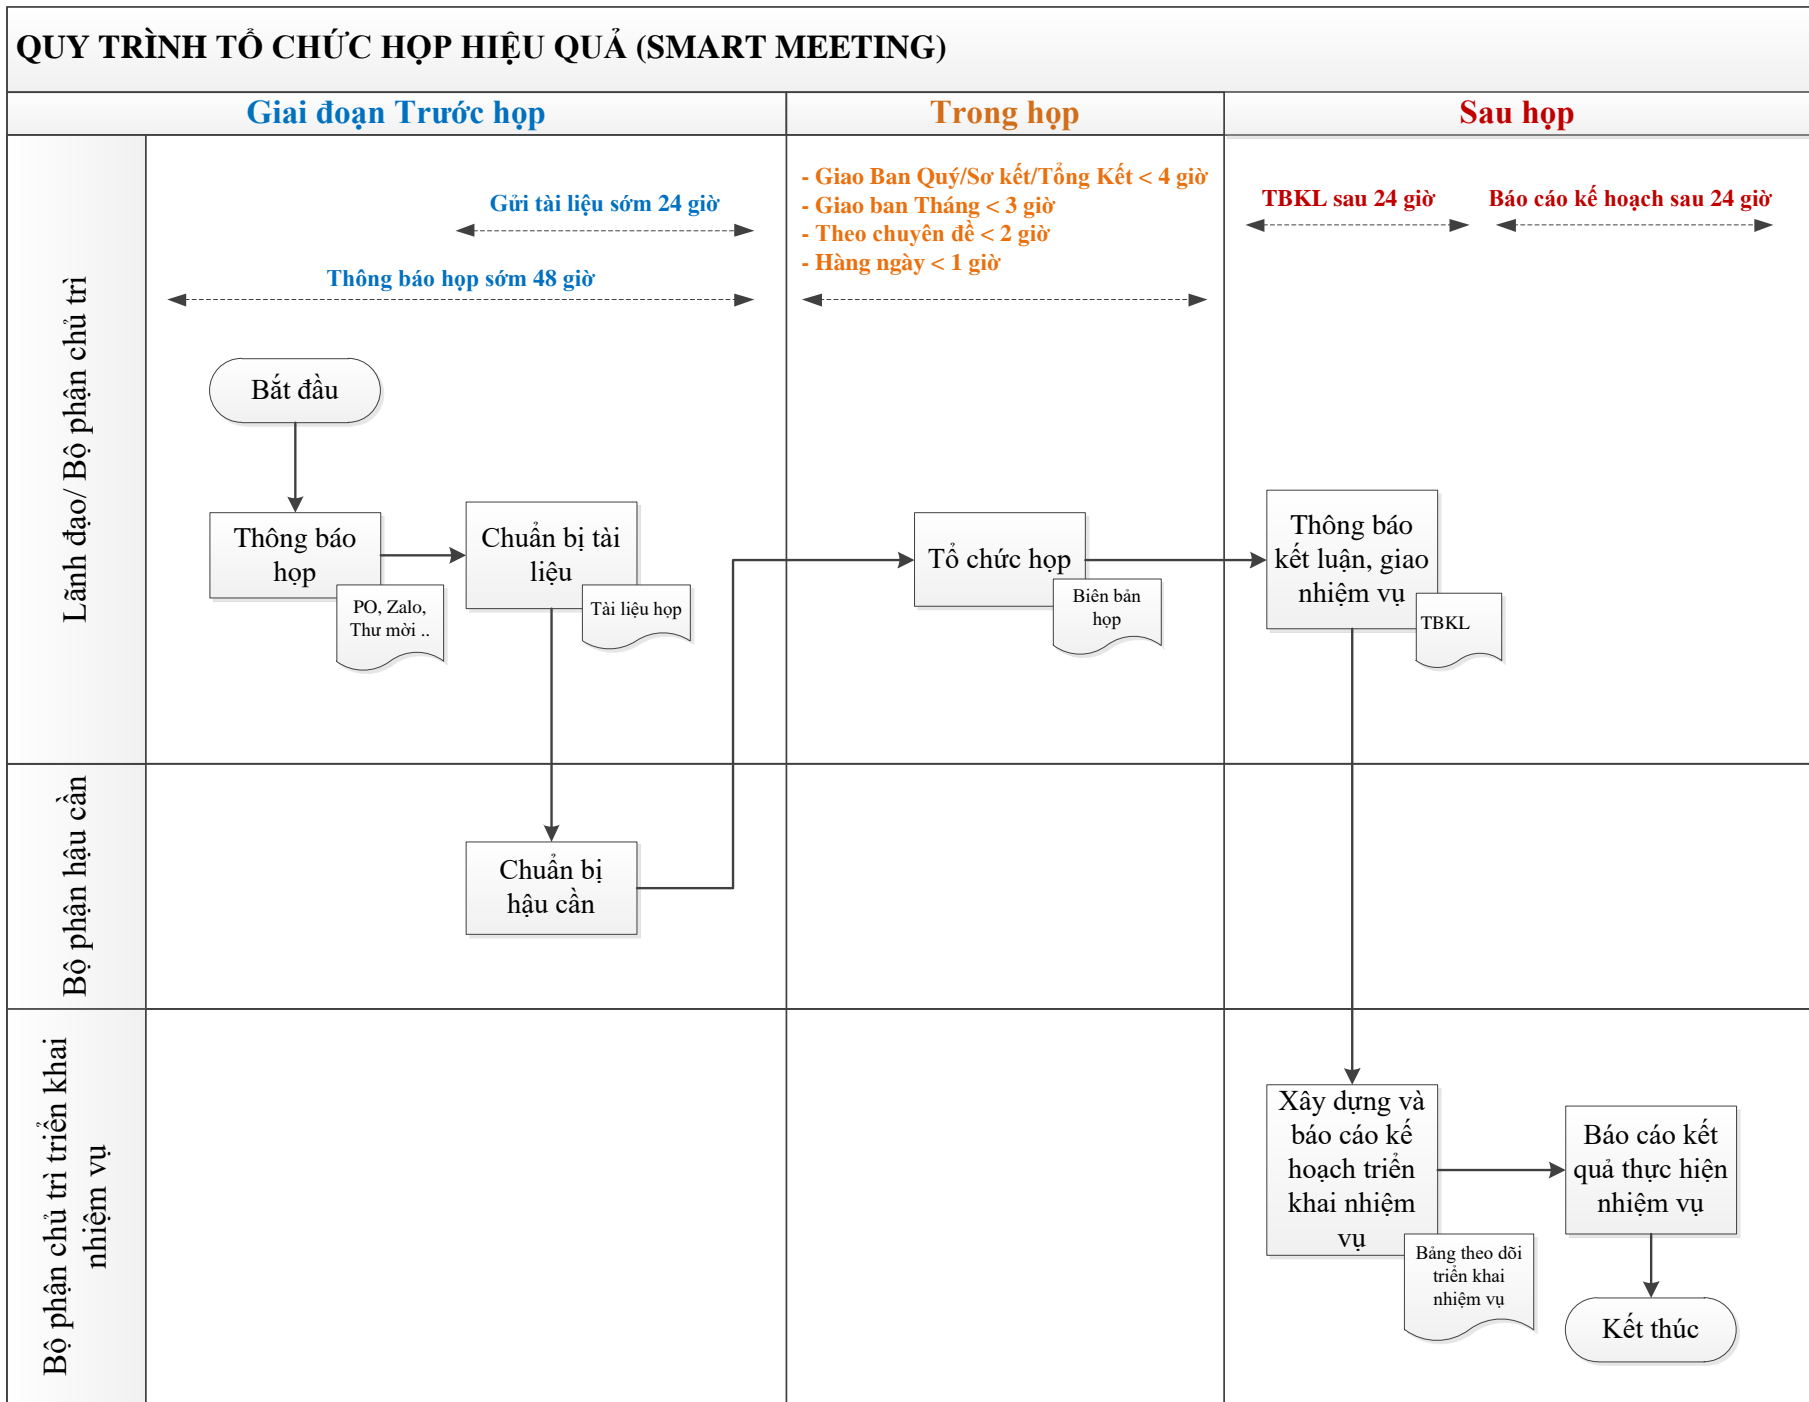 QUY TRÌNH TỔ CHỨC HỌP HIỆU QUẢ (SMART MEETING)
Giai đoạn Trước họp
Trong họp
Sau họp
Lãnh đạo/ Bộ phận chủ trì
Gửi tài liệu sớm 24 giờ
Thông báo họp sớm 48 giờ
- Giao Ban Quý/Sơ kết/Tổng Kết < 4 giờ
- Giao ban Tháng < 3 giờ
- Theo chuyên đề < 2 giờ
- Hàng ngày < 1 giờ
TBKL sau 24 giờ
Báo cáo kế hoạch sau 24 giờ
Bắt đầu
Thông báo
họp
PO, Zalo,
Thư mời ..
Chuẩn bị tài
liệu
Tài liệu họp
Tổ chức họp
Biên bản
họp
Thông báo
kết luận, giao
nhiệm vụ
TBKL
Bộ phận hậu cần
Chuẩn bị
hậu cần
Bộ phận chủ trì triển khai
nhiệm vụ
Xây dựng và
báo cáo kế
hoạch triển
khai nhiệm
vụ
Bảng theo dõi
triển khai
nhiệm vụ
Báo cáo kết
quả thực hiện
nhiệm vụ
Kết thúc